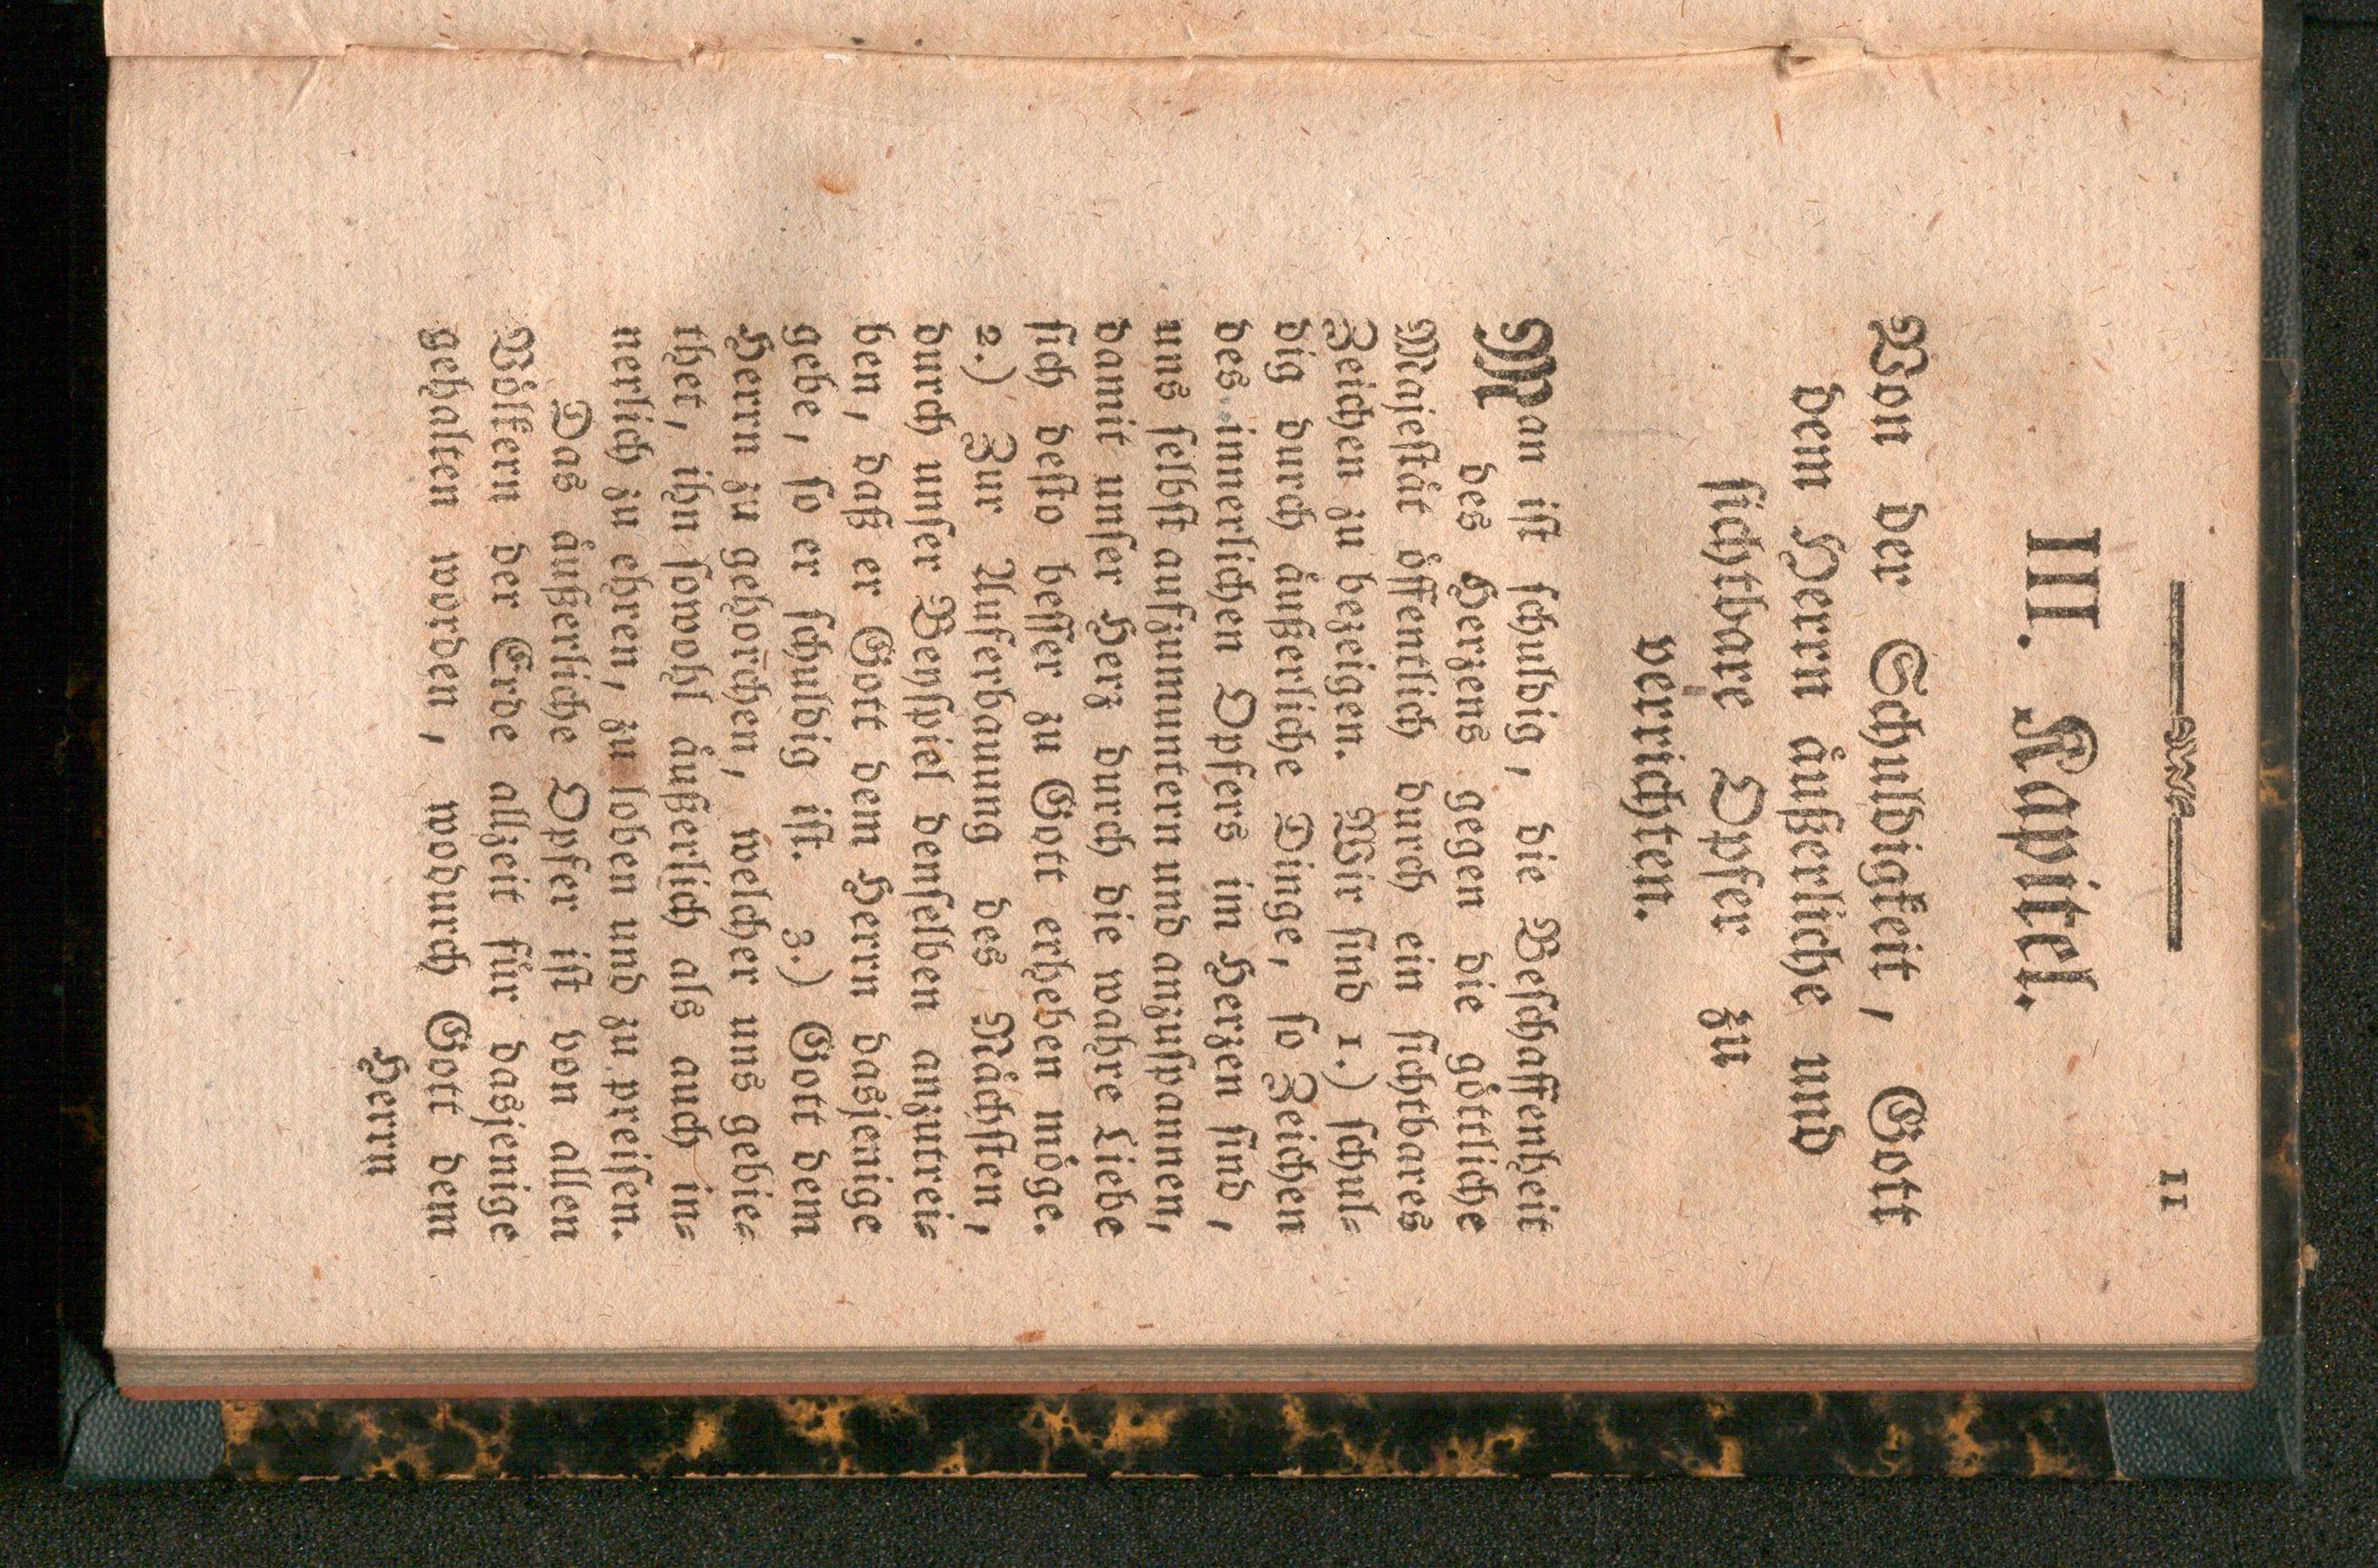 11
III. Kapitel.
Von der Schuldigkeit, Gott
dem Herrn äußerliche und
sichtbare Opfer zu
verrichten.
Man ist schuldig, die Beschaffenheit
des Herzens gegen die göttliche
Majestät öffentlich durch ein sichtbares
Zeichen zu bezeigen. Wir sind 1.) schul⸗
dig durch äußerliche Dinge, so Zeichen
des innerlichen Opfers im Herzen sind,
uns selbst aufzumuntern und anzuspannen,
damit unser Herz durch die wahre Liebe
sich desto besser zu Gott erheben möge.
2.) Zur Auferbauung des Nächsten,
durch unser Beyspiel denselben anzutrei⸗
ben, daß er Gott dem Herrn dasjenige
gebe, so er schuldig ist. 3.) Gott dem
Herrn zu gehorchen, welcher uns gebie⸗
thet, ihn sowohl äußerlich als auch in⸗
nerlich zu ehren, zu loben und zu preisen.
Das äußerliche Opfer ist von allen
Völkern der Erde allzeit für dasjenige
gehalten worden, wodurch Gott dem
Herrn